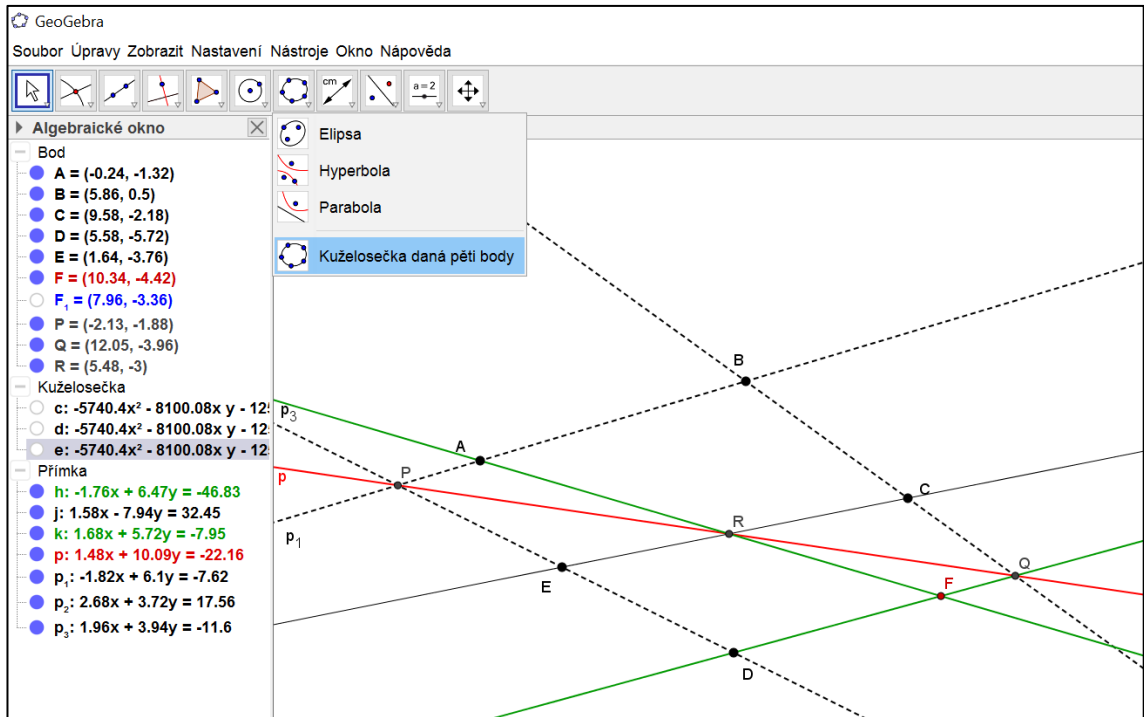 GeoGebra
Soubor Úpravy Zobrazit Nastavení Nástroje Okno Nápověda
cm
a = 2
Algebraické okno
Bod
A = (-0.24, -1.32)
B = (5.86, 0.5)
C = (9.58, -2.18)
D = (5.58, -5.72)
E = (1.64, -3.76)
F = (10.34, -4.42)
F₁ = (7.96, -3.36)
P = (-2.13, -1.88)
Q = (12.05, -3.96)
R = (5.48, -3)
Kuželosečka
c: -5740.4x² - 8100.08x y - 12
d: -5740.4x² - 8100.08x y - 12
e: -5740.4x² - 8100.08x y - 12
Přímka
h: -1.76x + 6.47y = -46.83
j: 1.58x - 7.94y = 32.45
k: 1.68x + 5.72y = -7.95
p: 1.48x + 10.09y = -22.16
p₁: -1.82x + 6.1y = -7.62
p₂: 2.68x + 3.72y = 17.56
p₃: 1.96x + 3.94y = -11.6
Elipsa
Hyperbola
Parabola
Kuželosečka daná pěti body
B
p₃
A
P
p
C
R
p₁
E
Q
F
D